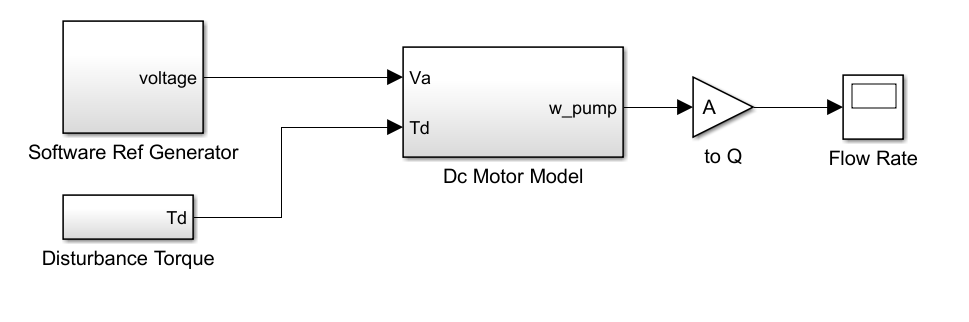 voltage
Software Ref Generator
Td
Disturbance Torque
Va
Td
w_pump
Dc Motor Model
A
to Q
Flow Rate